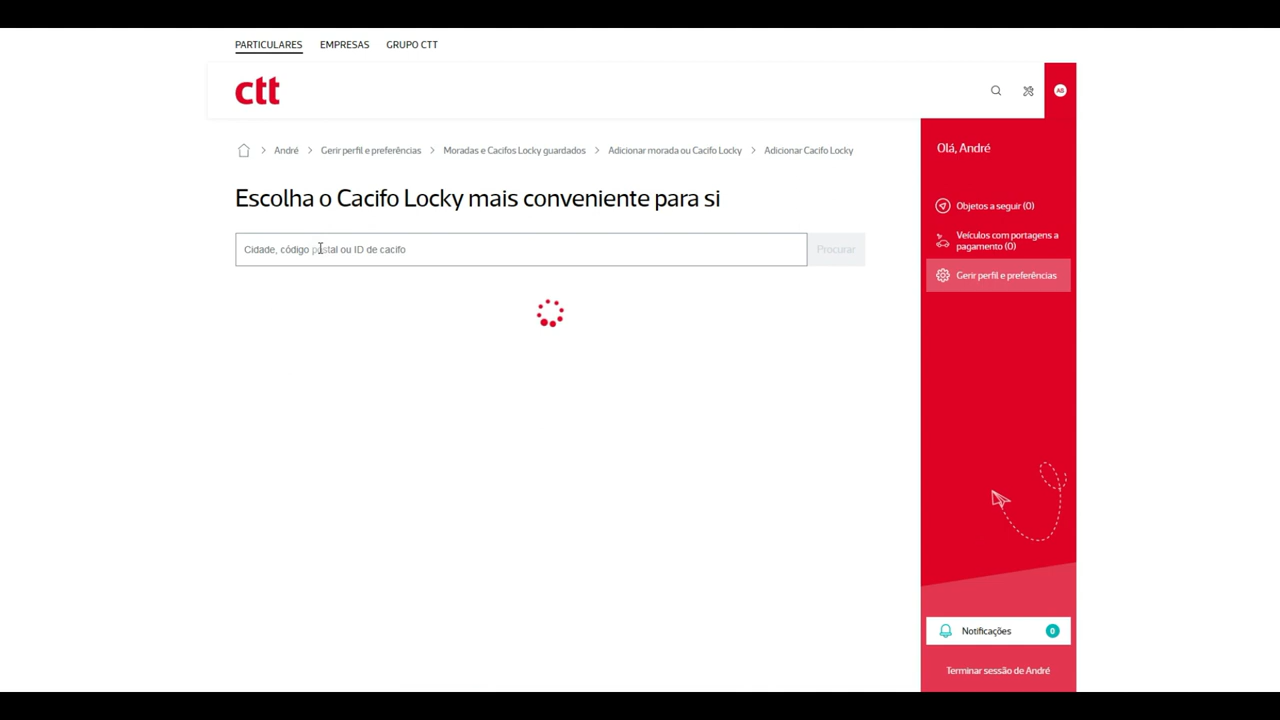 PARTICULARES EMPRESAS GRUPO CTT
ctt
AS
André Gerir perfil e preferências Moradas e Cacifos Locky guardados Adicionar morada ou Cacifo Locky Adicionar Cacifo Locky
Escolha o Cacifo Locky mais conveniente para si
Cidade, código postal ou ID de cacifo Procurar
Olá, André
Objetos a seguir (0)
Veículos com portagens a
pagamento (0)
Gerir perfil e preferências
Notificações 0
Terminar sessão de André